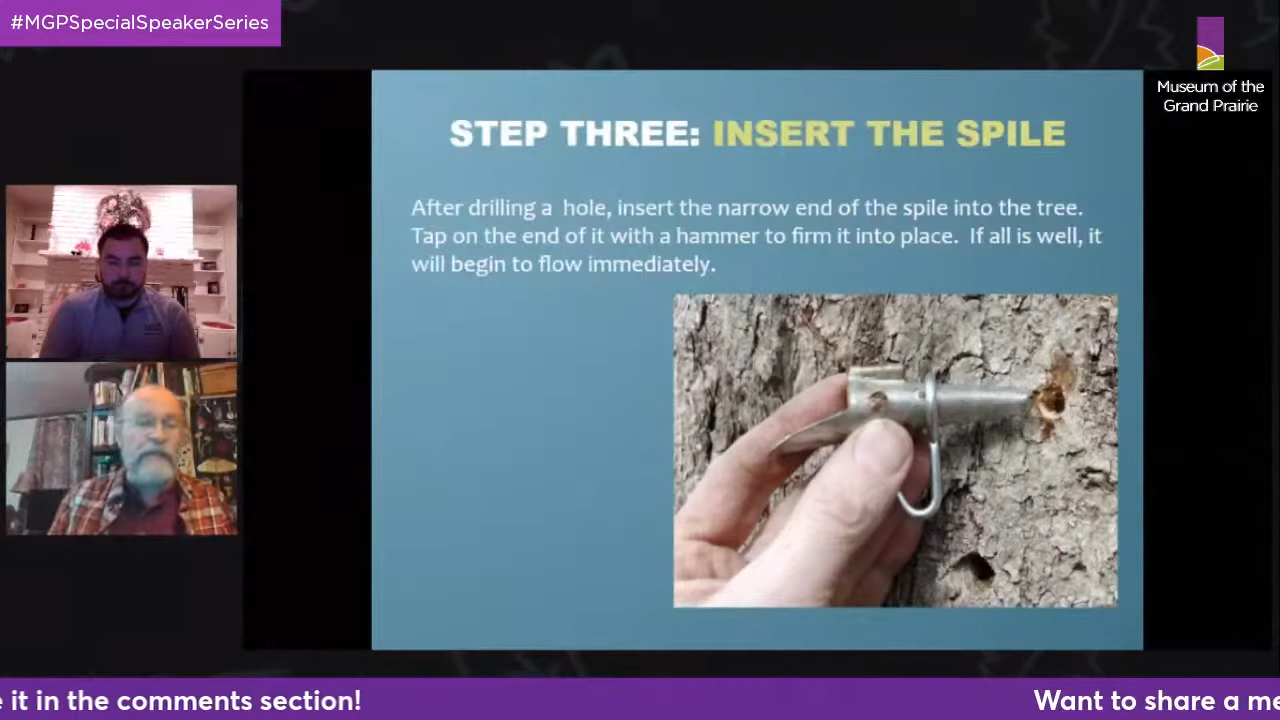 #MGPSpecialSpeakerSeries
Museum of the
Grand Prairie
STEP THREE: INSERT THE SPILE
After drilling a  hole, insert the narrow end of the spile into the tree.
Tap on the end of it with a hammer to firm it into place.  If all is well, it
will begin to flow immediately.
it in the comments section!
Want to share a